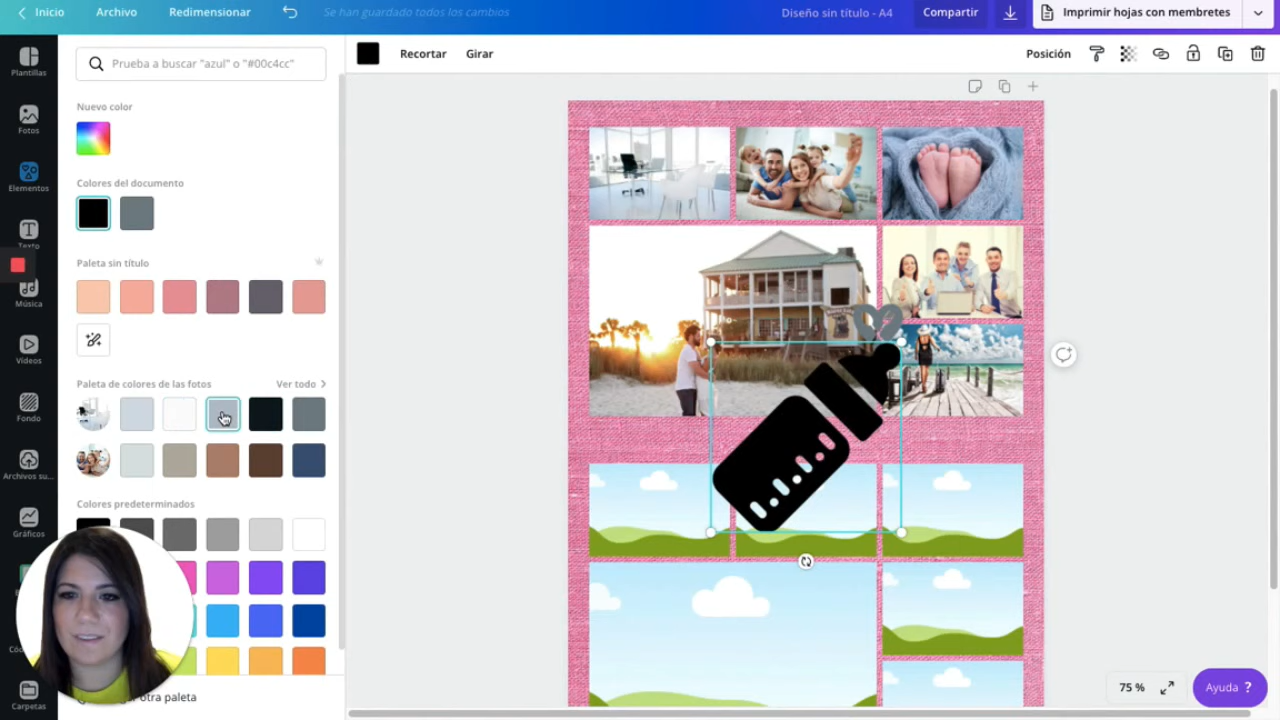 Inicio
Archivo
Redimensionar
Se han guardado todos los cambios
Diseño sin título - A4
Compartir
Imprimir hojas con membretes
Plantillas
Fotos
Elementos
Texto
Música
Vídeos
Fondo
Archivos su...
Gráficos
Carpetas
Prueba a buscar "azul" o "#00c4cc"
Nuevo color
Colores del documento
Paleta sin título
Paleta de colores de las fotos
Ver todo
Colores predeterminados
otra paleta
Recortar
Girar
Posición
75 %
Ayuda ?